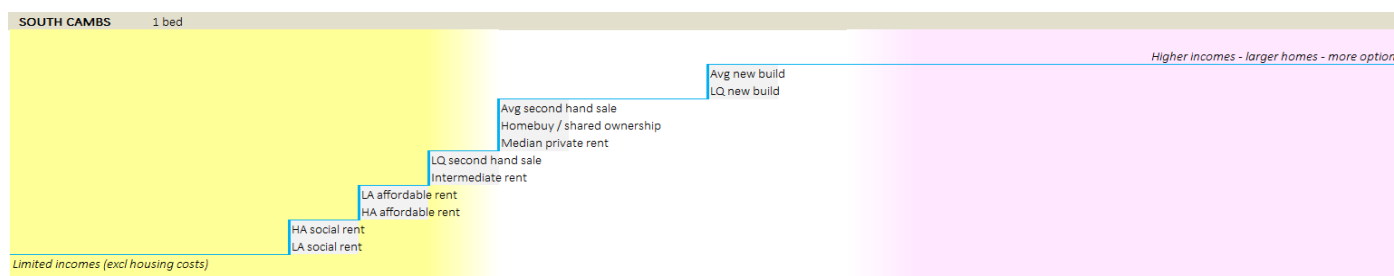 SOUTH CAMBS 1 bed
Higher incomes - larger homes - more option
Avg new build
LQ new build
Avg second hand sale
Homebuy / shared ownership
Median private rent
LQ second hand sale
Intermediate rent
LA affordable rent
HA affordable rent
HA social rent
LA social rent
Limited incomes (excl housing costs)